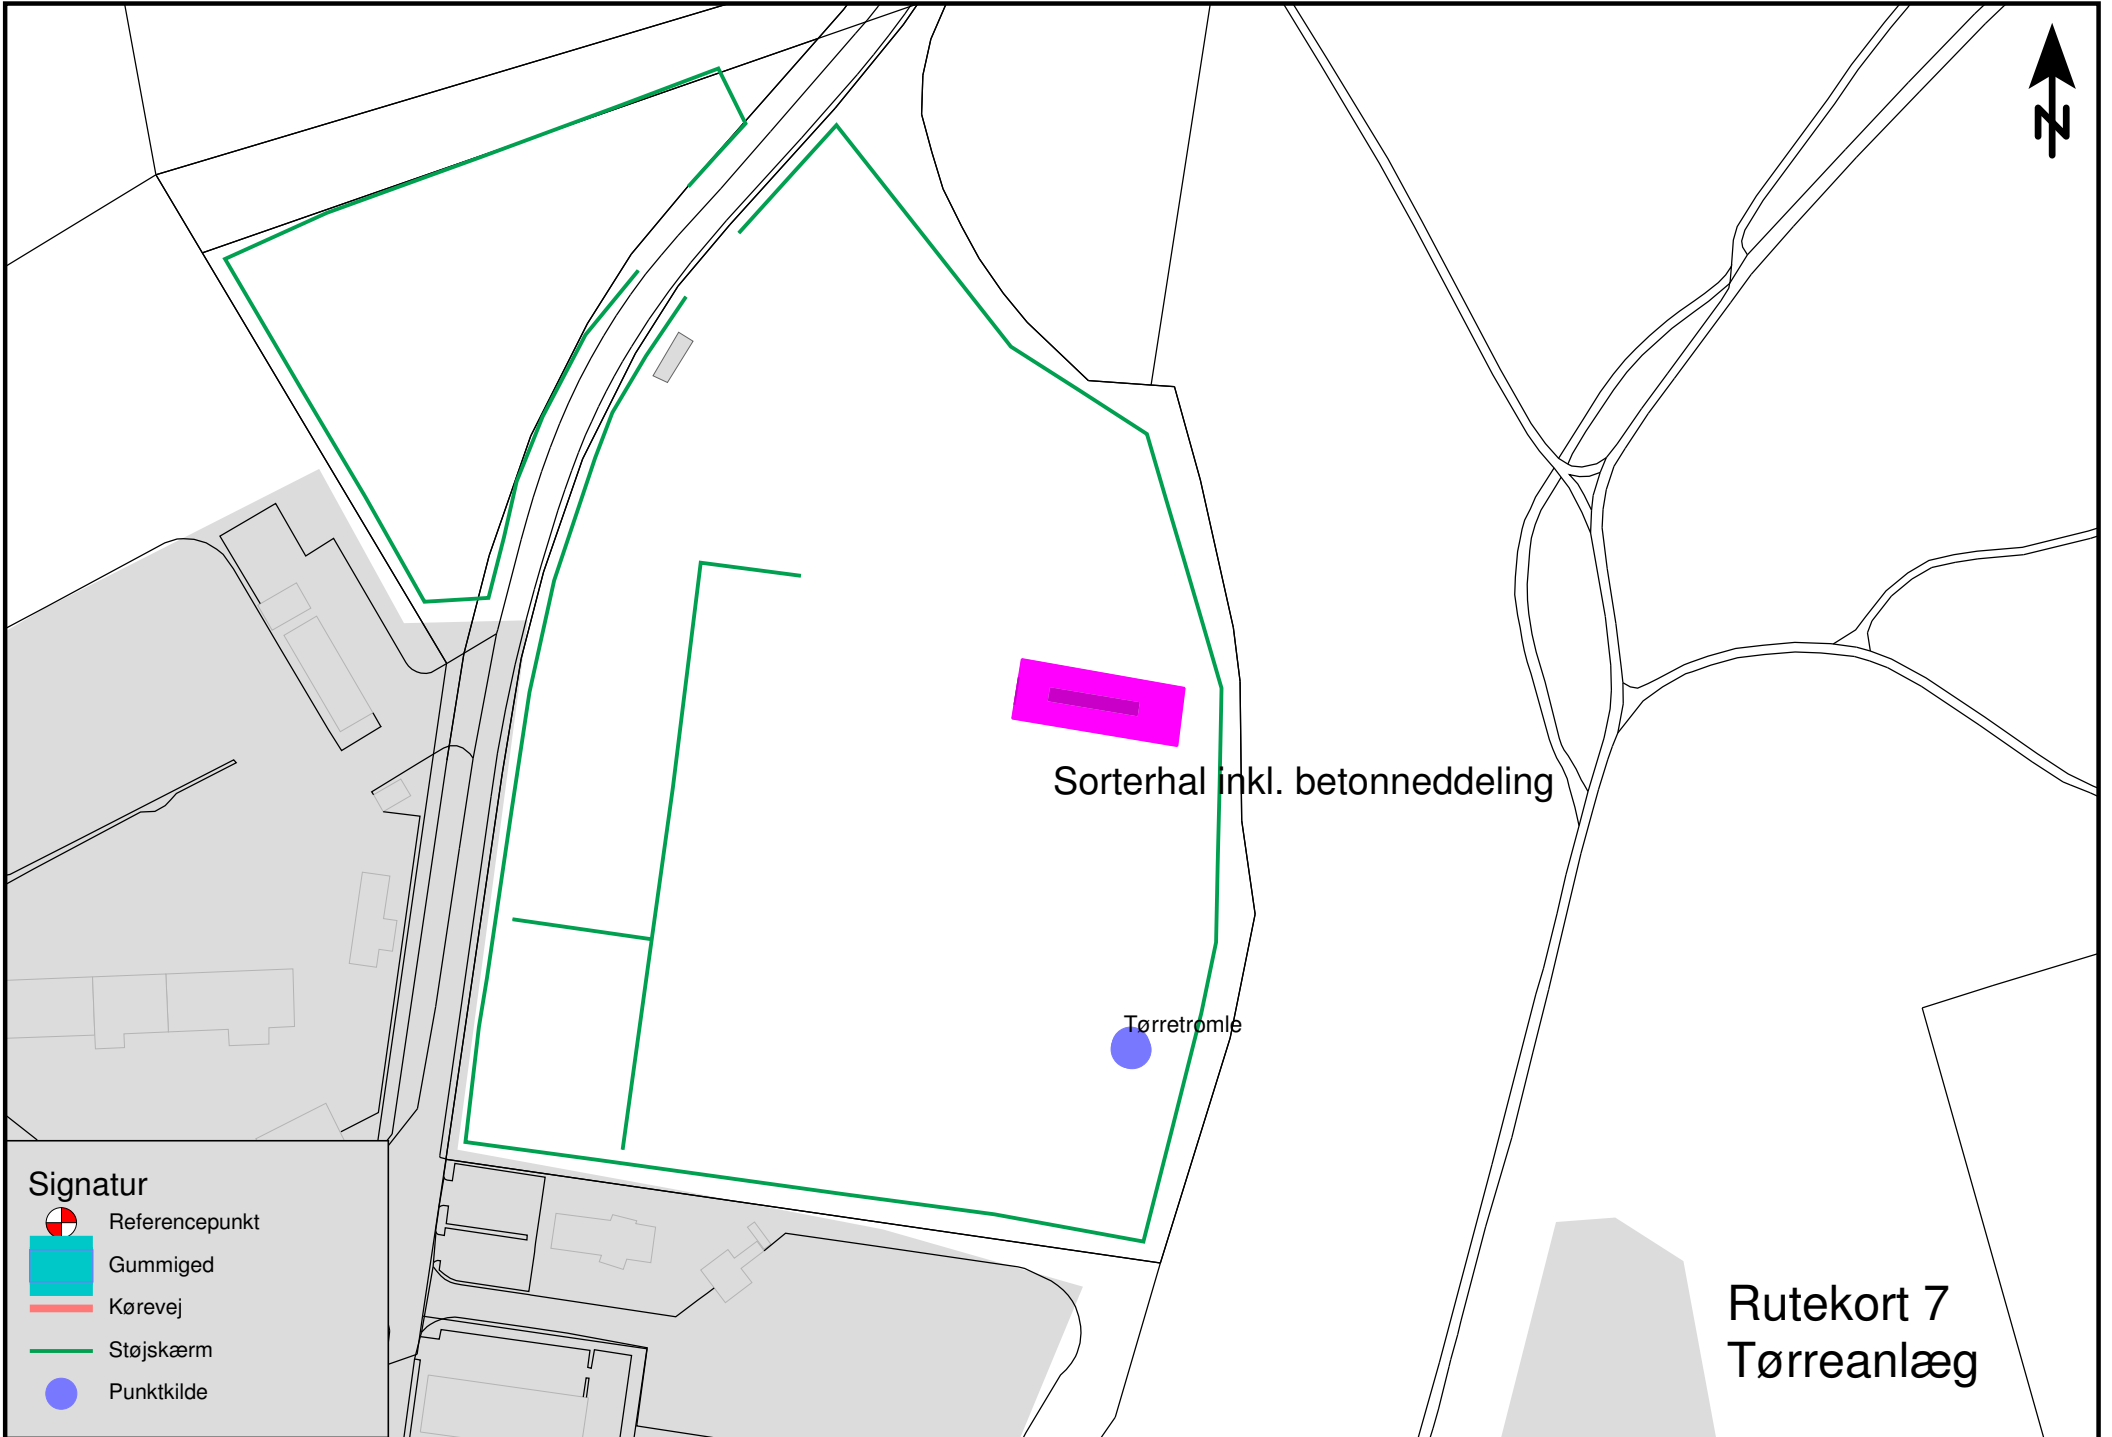 N
Sorterhal inkl. betonneddeling
Tørretromle
Signatur
Referencepunkt
Gummiged
Kørevej
Støjskærm
Punktkilde
Rutekort 7
Tørreanlæg